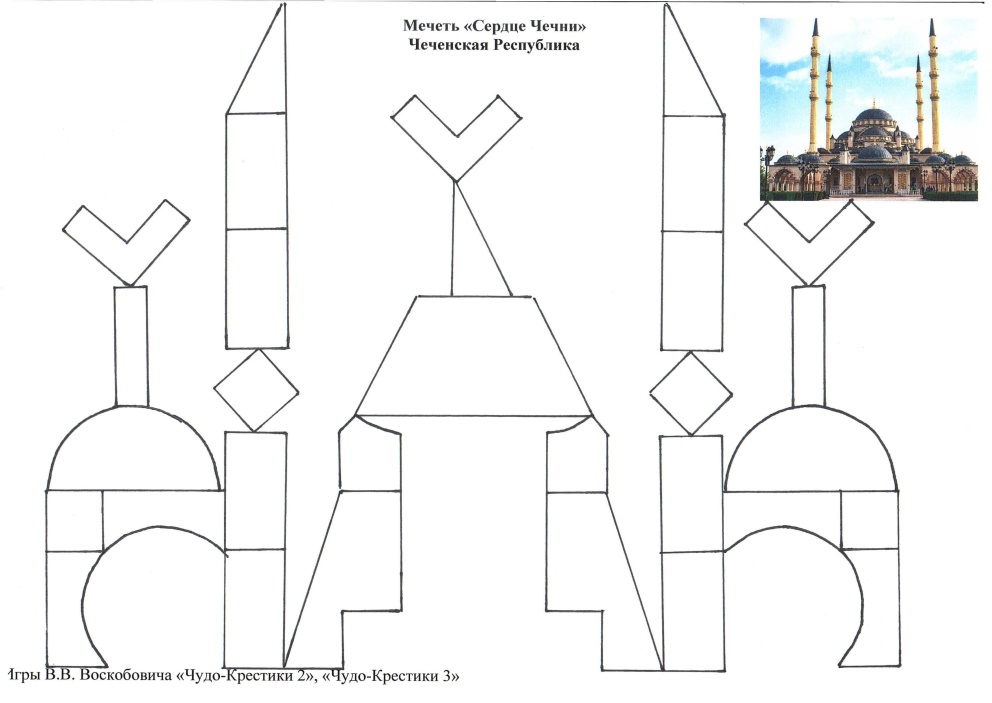 Мечеть «Сердце Чечни»
Чеченская Республика
Игры В.В. Воскобовича «Чудо-Крестики 2», «Чудо-Крестики 3»